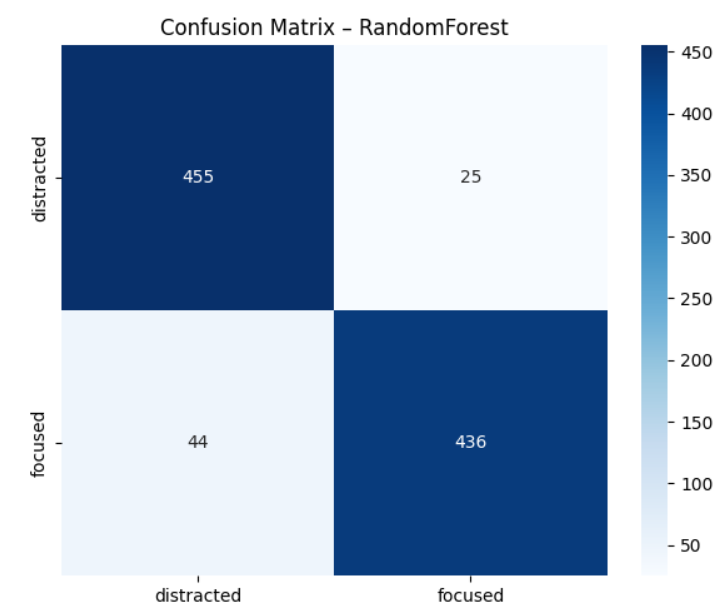 Confusion Matrix – RandomForest
450
400
350
300
250
200
150
100
50
distracted
455
25
focused
44
436
distracted
focused